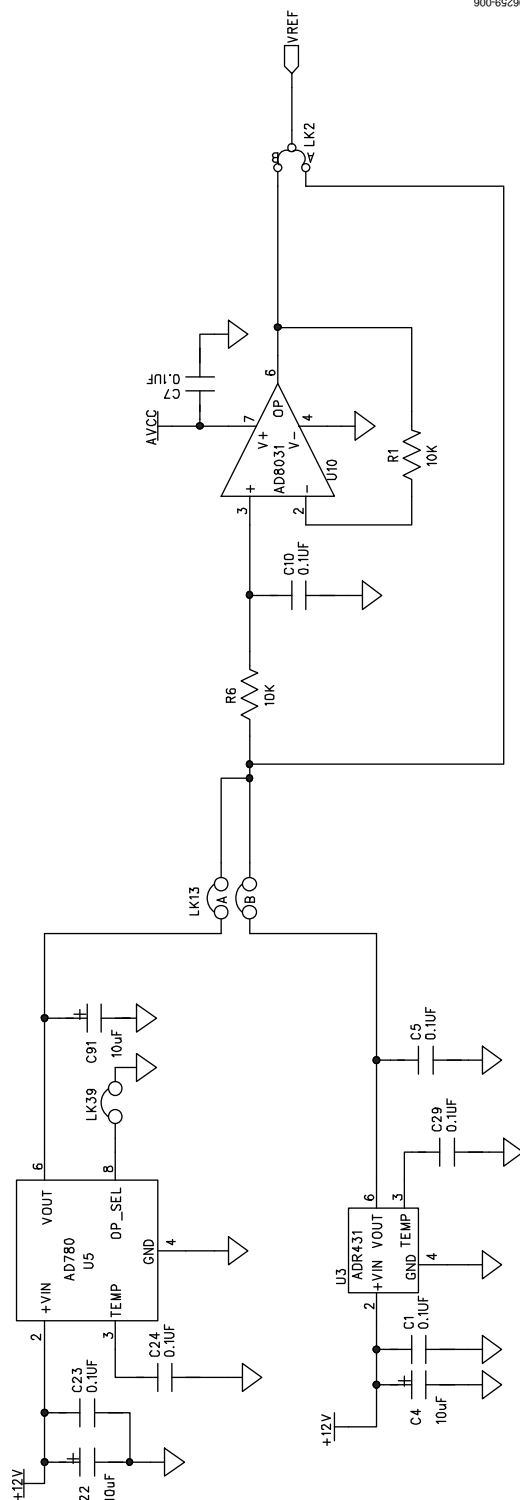 6259-006
VREF
LK2
B
A
C7
0.1UF
AVCC
7
V+
3
+
AD8031
OP
6
V-
4
2
-
U10
R1
10K
C10
0.1UF
R6
10K
LK13
A
B
+12V
22
10uF
C23
0.1UF
2
+VIN
VOUT
6
AD780
U5
TEMP
3
OP_SEL
8
GND
4
C24
0.1UF
LK39
+
C91
10uF
+12V
C4
10uF
C1
0.1UF
2
U3
ADR431
+VIN
VOUT
6
TEMP
3
GND
4
C29
0.1UF
C5
0.1UF